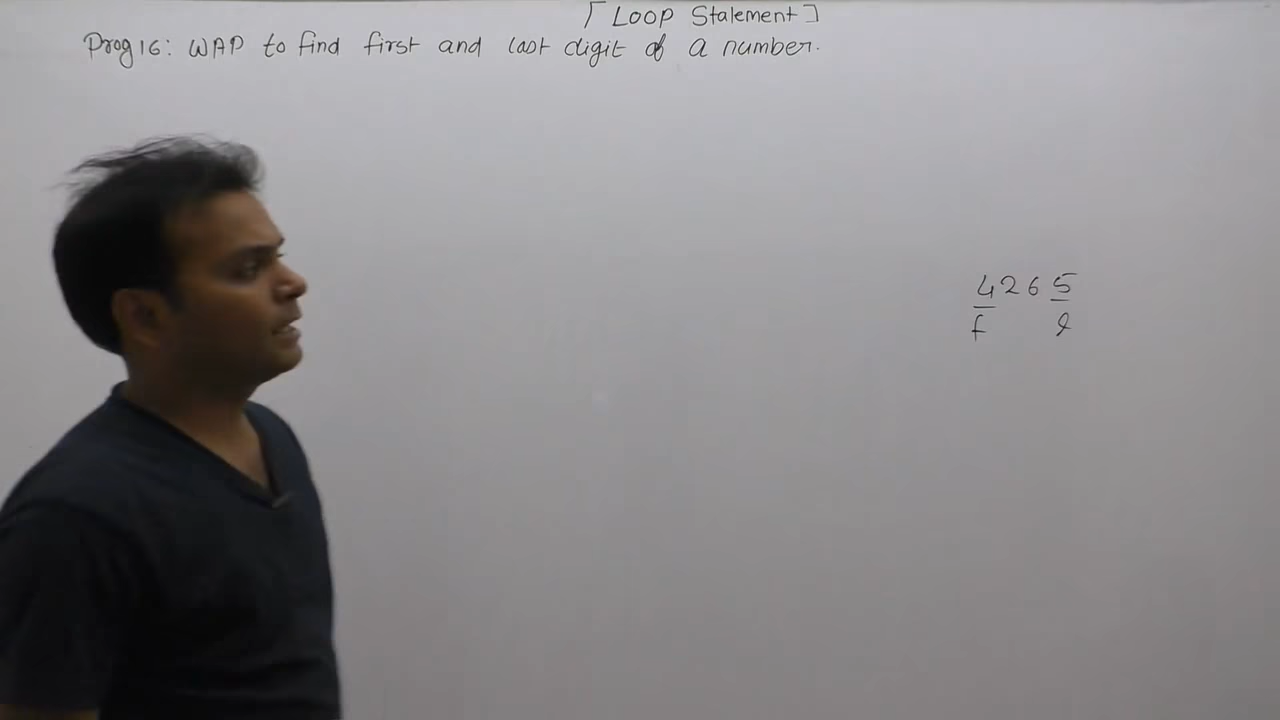 [Loop Statement]
Prog 16: WAP to find first and last digit of a number.
4265
f l